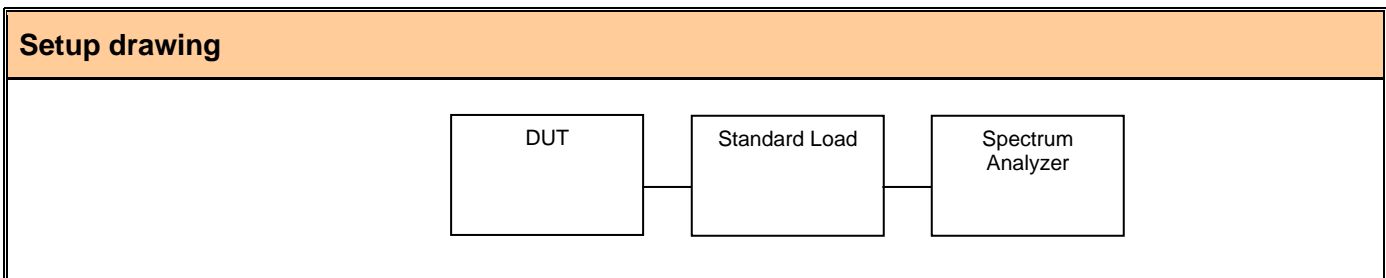 Setup drawing
DUT
Standard Load
Spectrum
Analyzer